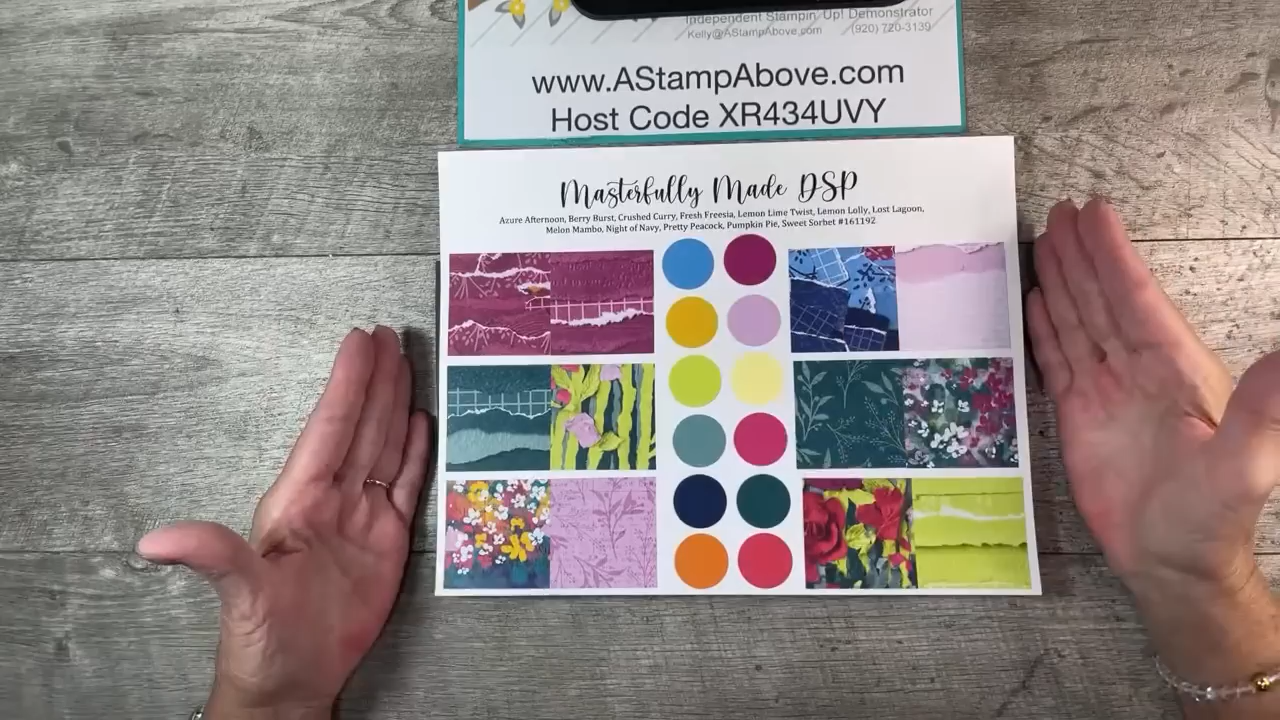 Independent Stampin' Up! Demonstrator
Kelly@AStampAbove.com (920) 720-3139
www.AStampAbove.com
Host Code XR434UVY
Masterfully Made DSP
Azure Afternoon, Berry Burst, Crushed Curry, Fresh Freesia, Lemon Lime Twist, Lemon Lolly, Lost Lagoon,
Melon Mambo, Night of Navy, Pretty Peacock, Pumpkin Pie, Sweet Sorbet #161192